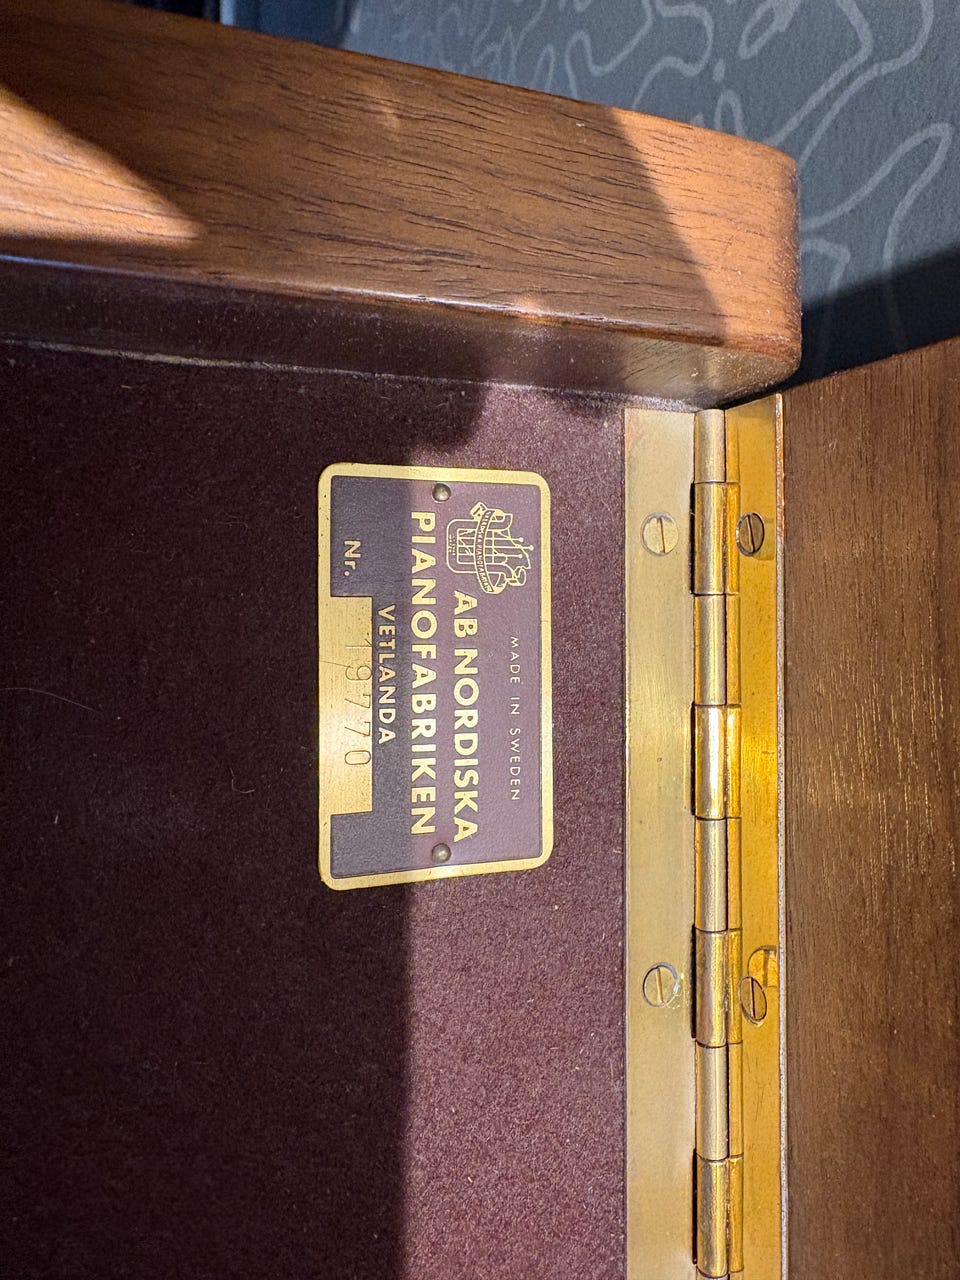 MADE IN SWEDEN
AB NORDISKA
PIANOFABRIKEN
VETLANDA
Nr. 19770